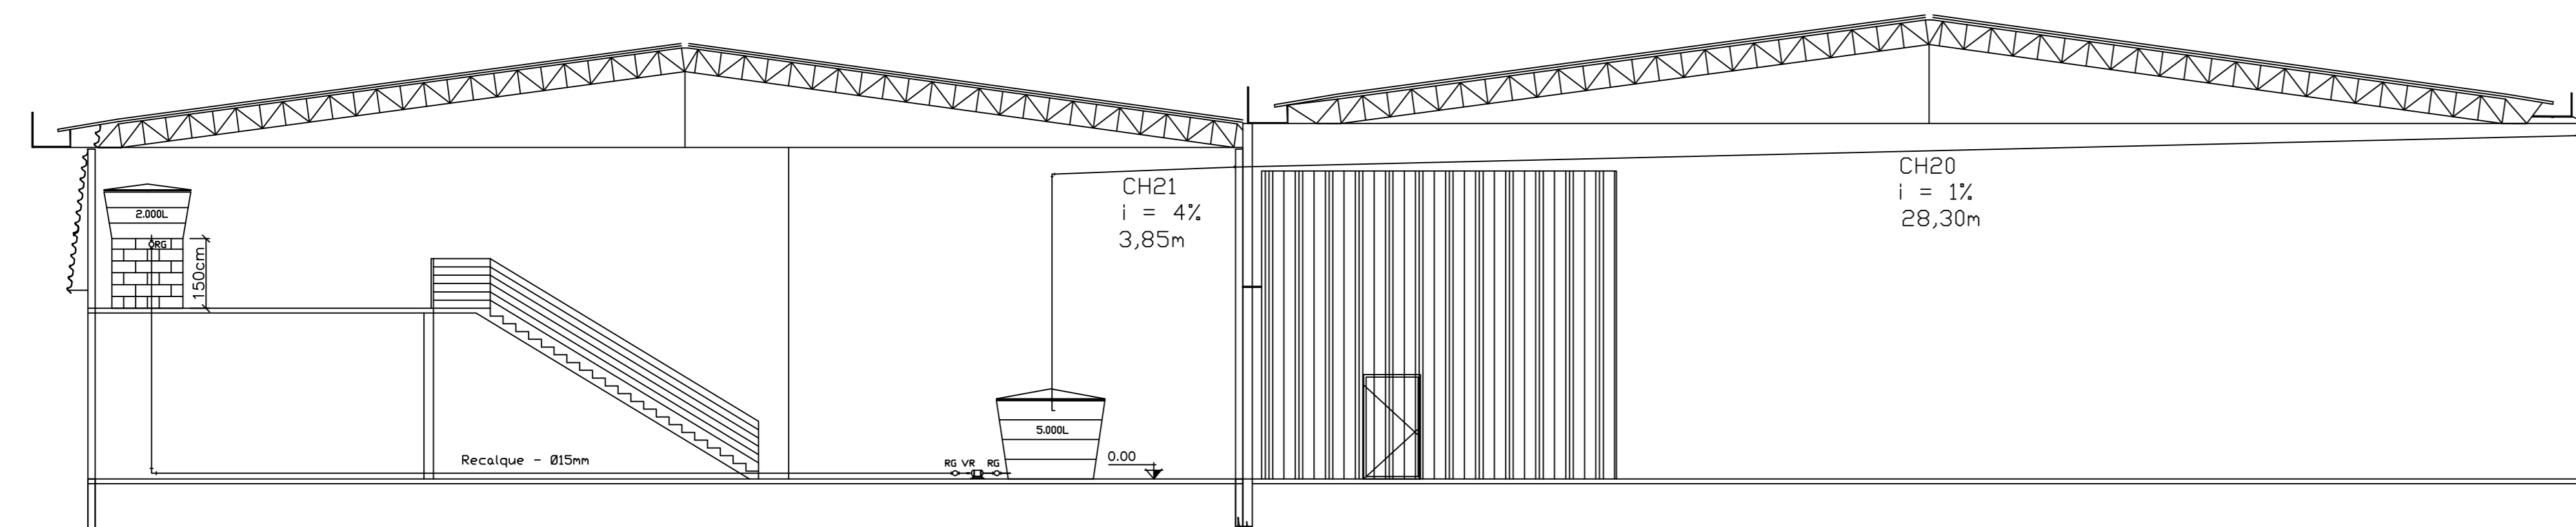 2.000L
RG
150cm
CH21
i = 4%
3,85m
CH20
i = 1%
28,30m
5.000L
Recalque - Ø15mm
RG VR RG
0.00